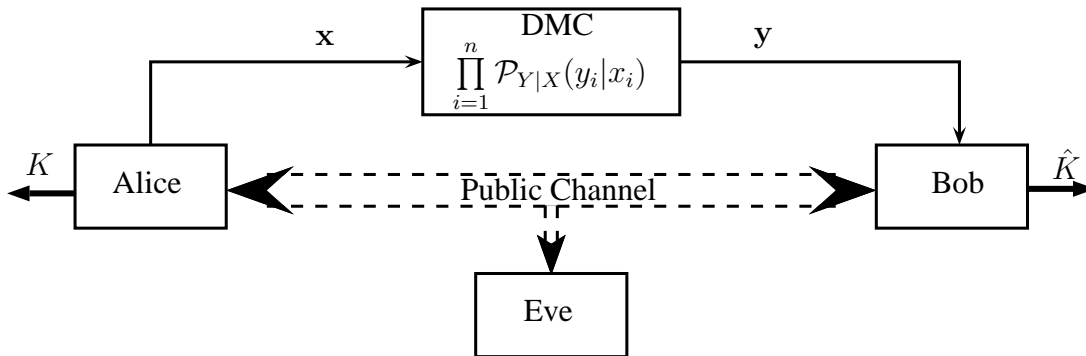 DMC
x
y
∏_{i=1}^{n} 𝒫_{Y|X}(y_i|x_i)
K
Alice
Public Channel
Bob
K̂
Eve